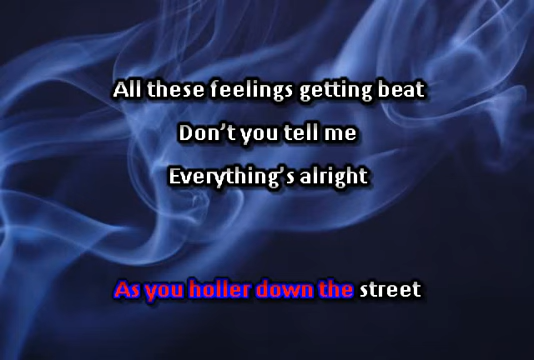 All these feelings getting beat
Don't you tell me
Everything's alright
As you holler down the street